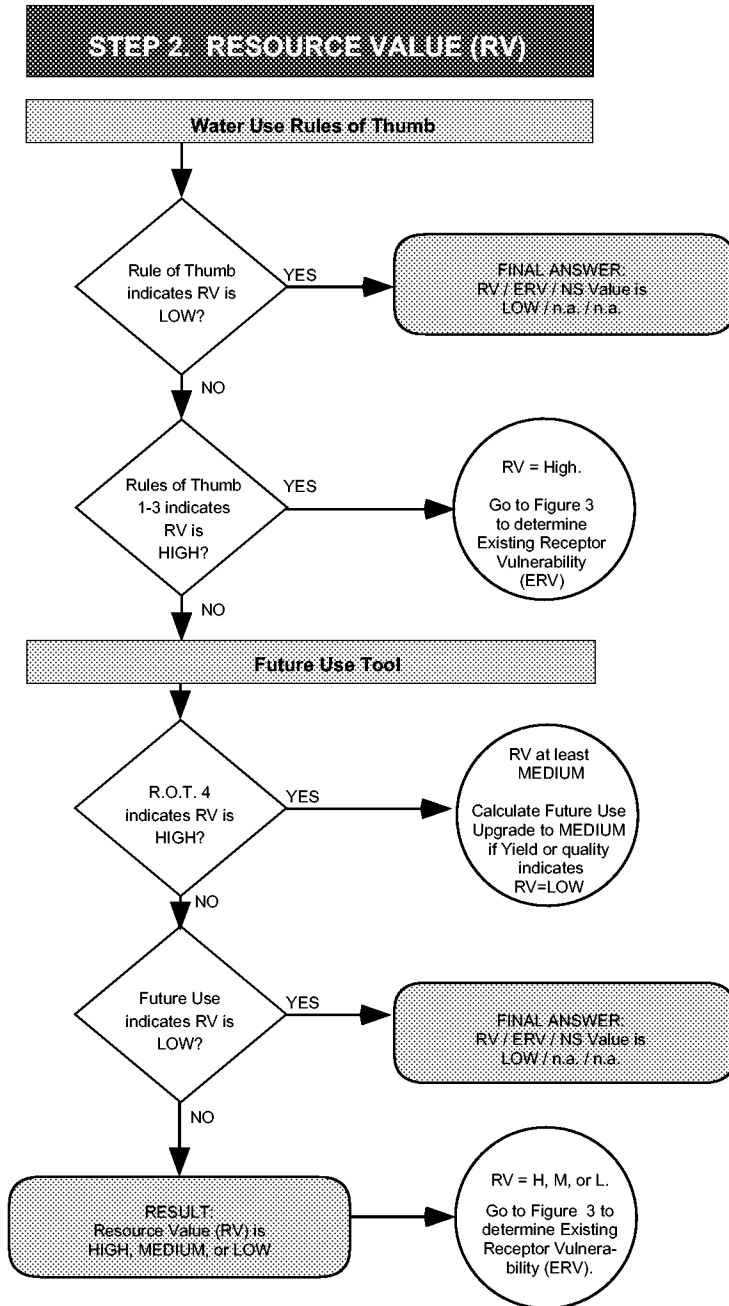 STEP 2. RESOURCE VALUE (RV)
Water Use Rules of Thumb
Rule of Thumb
indicates RV is
LOW?
YES
FINAL ANSWER:
RV / ERV / NS Value is
LOW / n.a. / n.a.
NO
Rules of Thumb
1-3 indicates
RV is
HIGH?
YES
RV = High.
Go to Figure 3
to determine
Existing Receptor
Vulnerability
(ERV)
NO
Future Use Tool
R.O.T. 4
indicates RV is
HIGH?
YES
RV at least
MEDIUM
Calculate Future Use
Upgrade to MEDIUM
if Yield or quality
indicates
RV=LOW
NO
Future Use
indicates RV is
LOW?
YES
FINAL ANSWER:
RV / ERV / NS Value is
LOW / n.a. / n.a.
NO
RESULT:
Resource Value (RV) is
HIGH, MEDIUM, or LOW
RV = H, M, or L.
Go to Figure 3 to
determine Existing
Receptor Vulnera-
bility (ERV).